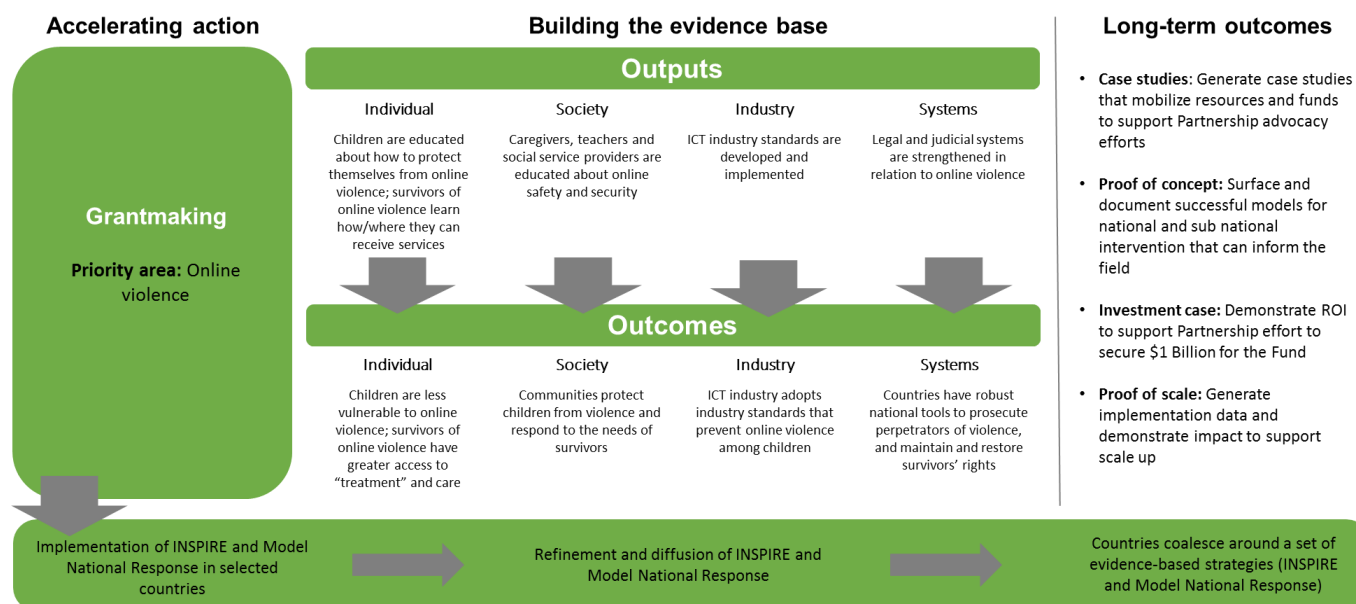 Accelerating action
Grantmaking
Priority area: Online
violence
Building the evidence base
Outputs
Individual
Children are educated
about how to protect
themselves from online
violence; survivors of
online violence learn
how/where they can
receive services
Society
Caregivers, teachers and
social service providers are
educated about online
safety and security
Industry
ICT industry standards are
developed and
implemented
Systems
Legal and judicial systems
are strengthened in
relation to online violence
Outcomes
Individual
Children are less
vulnerable to online
violence; survivors of
online violence have
greater access to
“treatment” and care
Society
Communities protect
children from violence and
respond to the needs of
survivors
Industry
ICT industry adopts
industry standards that
prevent online violence
among children
Systems
Countries have robust
national tools to prosecute
perpetrators of violence,
and maintain and restore
survivors’ rights
Long-term outcomes
• Case studies: Generate case studies
that mobilize resources and funds
to support Partnership advocacy
efforts
• Proof of concept: Surface and
document successful models for
national and sub national
intervention that can inform the
field
• Investment case: Demonstrate ROI
to support Partnership effort to
secure $1 Billion for the Fund
• Proof of scale: Generate
implementation data and
demonstrate impact to support
scale up
Implementation of INSPIRE and Model
National Response in selected
countries
Refinement and diffusion of INSPIRE and
Model National Response
Countries coalesce around a set of
evidence-based strategies (INSPIRE
and Model National Response)